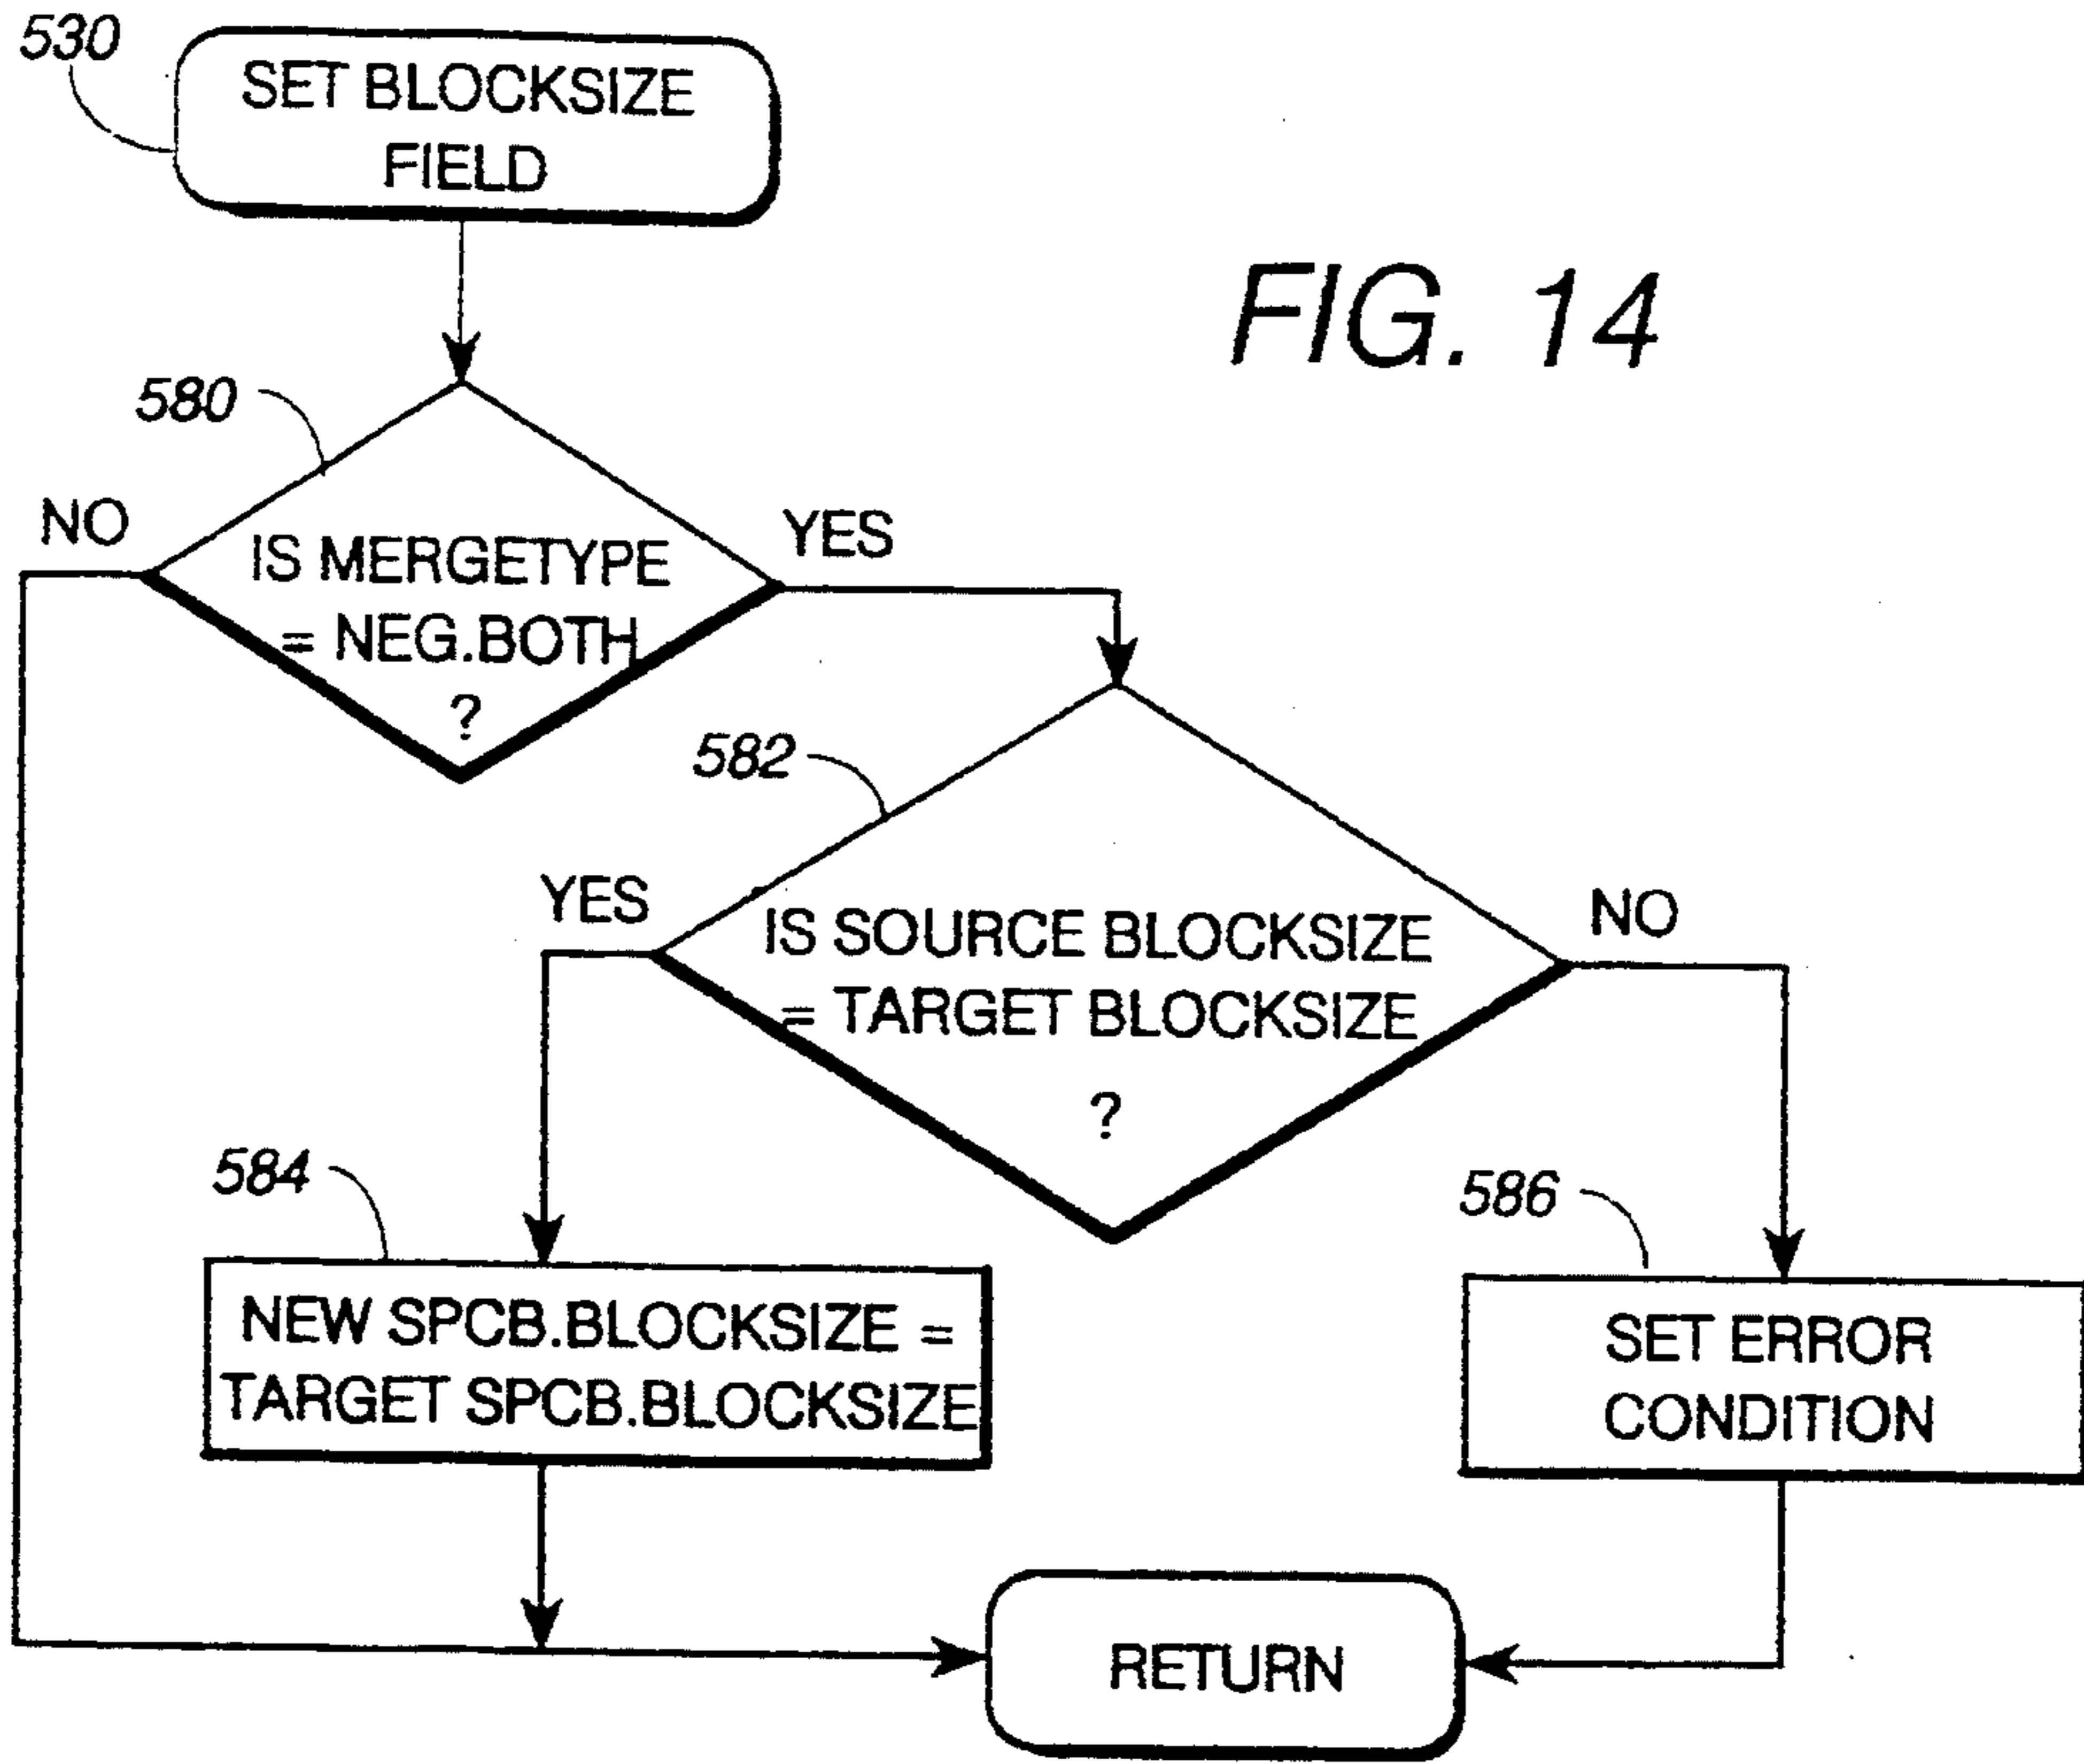 530
SET BLOCKSIZE
FIELD
FIG. 14
580
NO
YES
IS MERGETYPE
= NEG.BOTH
?
582
YES
NO
IS SOURCE BLOCKSIZE
= TARGET BLOCKSIZE
?
584
NEW SPCB.BLOCKSIZE =
TARGET SPCB.BLOCKSIZE
586
SET ERROR
CONDITION
RETURN